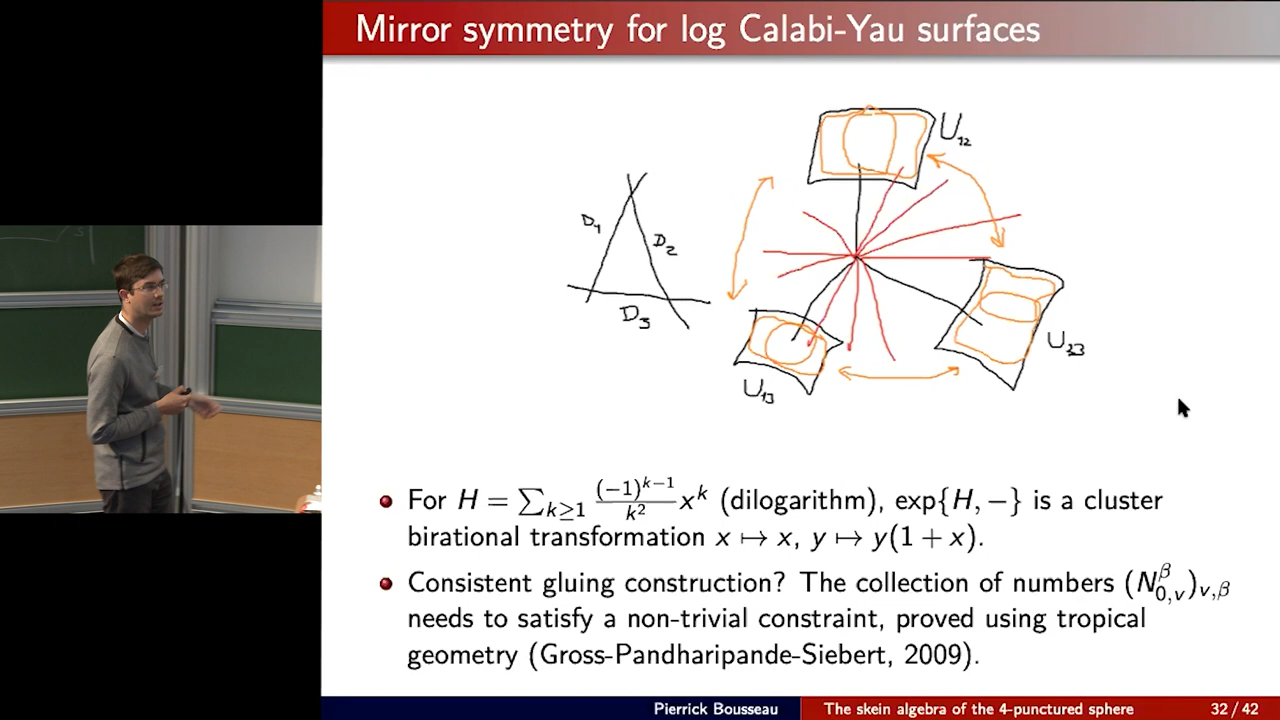 Mirror symmetry for log Calabi-Yau surfaces
U₁₂
D₁
D₂
D₃
U₂₃
U₁₃
For H = ∑_{k≥1} \frac{(-1)^{k-1}}{k^2} x^k (dilogarithm), exp{H, −} is a cluster
birational transformation x ↦ x, y ↦ y(1 + x).
Consistent gluing construction? The collection of numbers (N^β_{0,v})_{v,β}
needs to satisfy a non-trivial constraint, proved using tropical
geometry (Gross-Pandharipande-Siebert, 2009).
Pierrick Bousseau
The skein algebra of the 4-punctured sphere
32 / 42